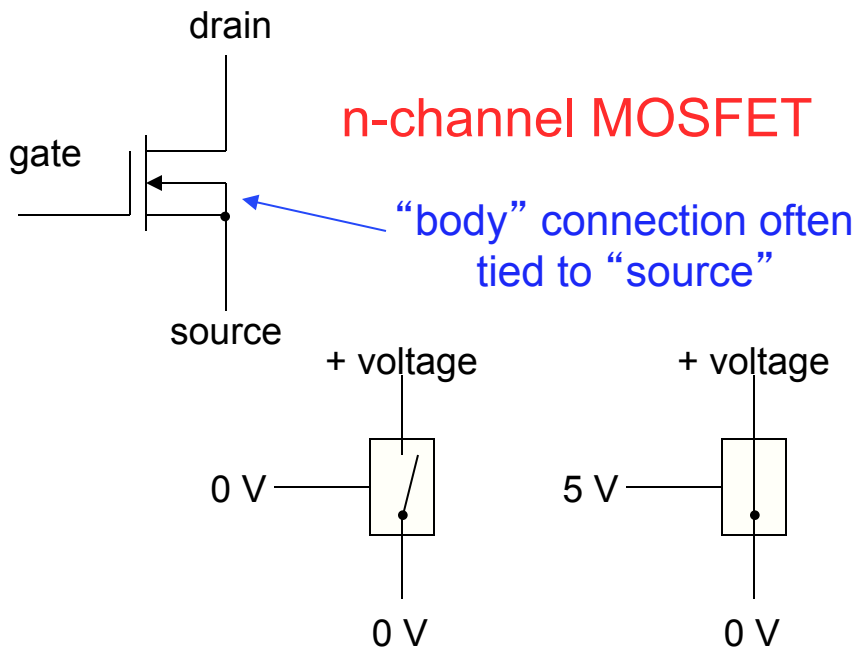 drain
n-channel MOSFET
gate
“body” connection often
tied to “source”
source
+ voltage
+ voltage
0 V
5 V
0 V
0 V